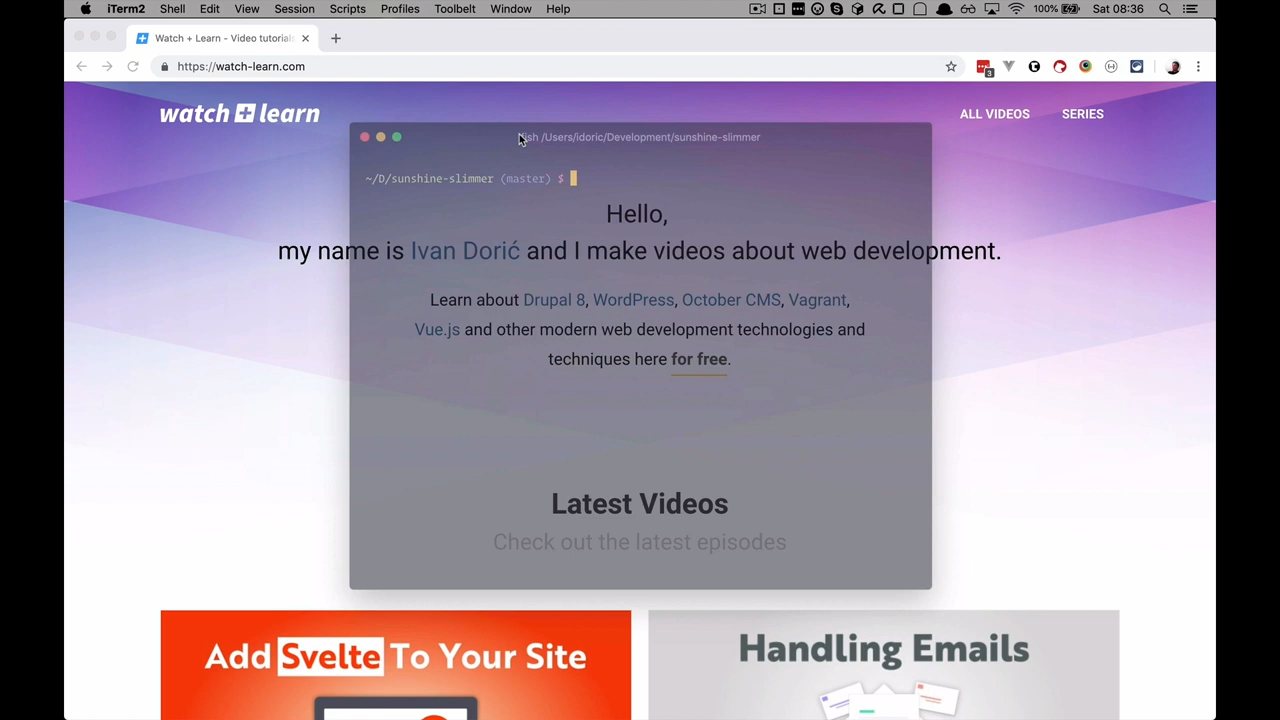 iTerm2 Shell Edit View Session Scripts Profiles Toolbelt Window Help 100% Sat 08:36
Watch + Learn - Video tutorials
https://watch-learn.com
3
watch learn
ALL VIDEOS SERIES
fish /Users/idoric/Development/sunshine-slimmer
~/D/sunshine-slimmer (master) $
Hello,
my name is Ivan Dorić and I make videos about web development.
Learn about Drupal 8, WordPress, October CMS, Vagrant,
Vue.js and other modern web development technologies and
techniques here for free.
Latest Videos
Check out the latest episodes
Add Svelte To Your Site
Handling Emails